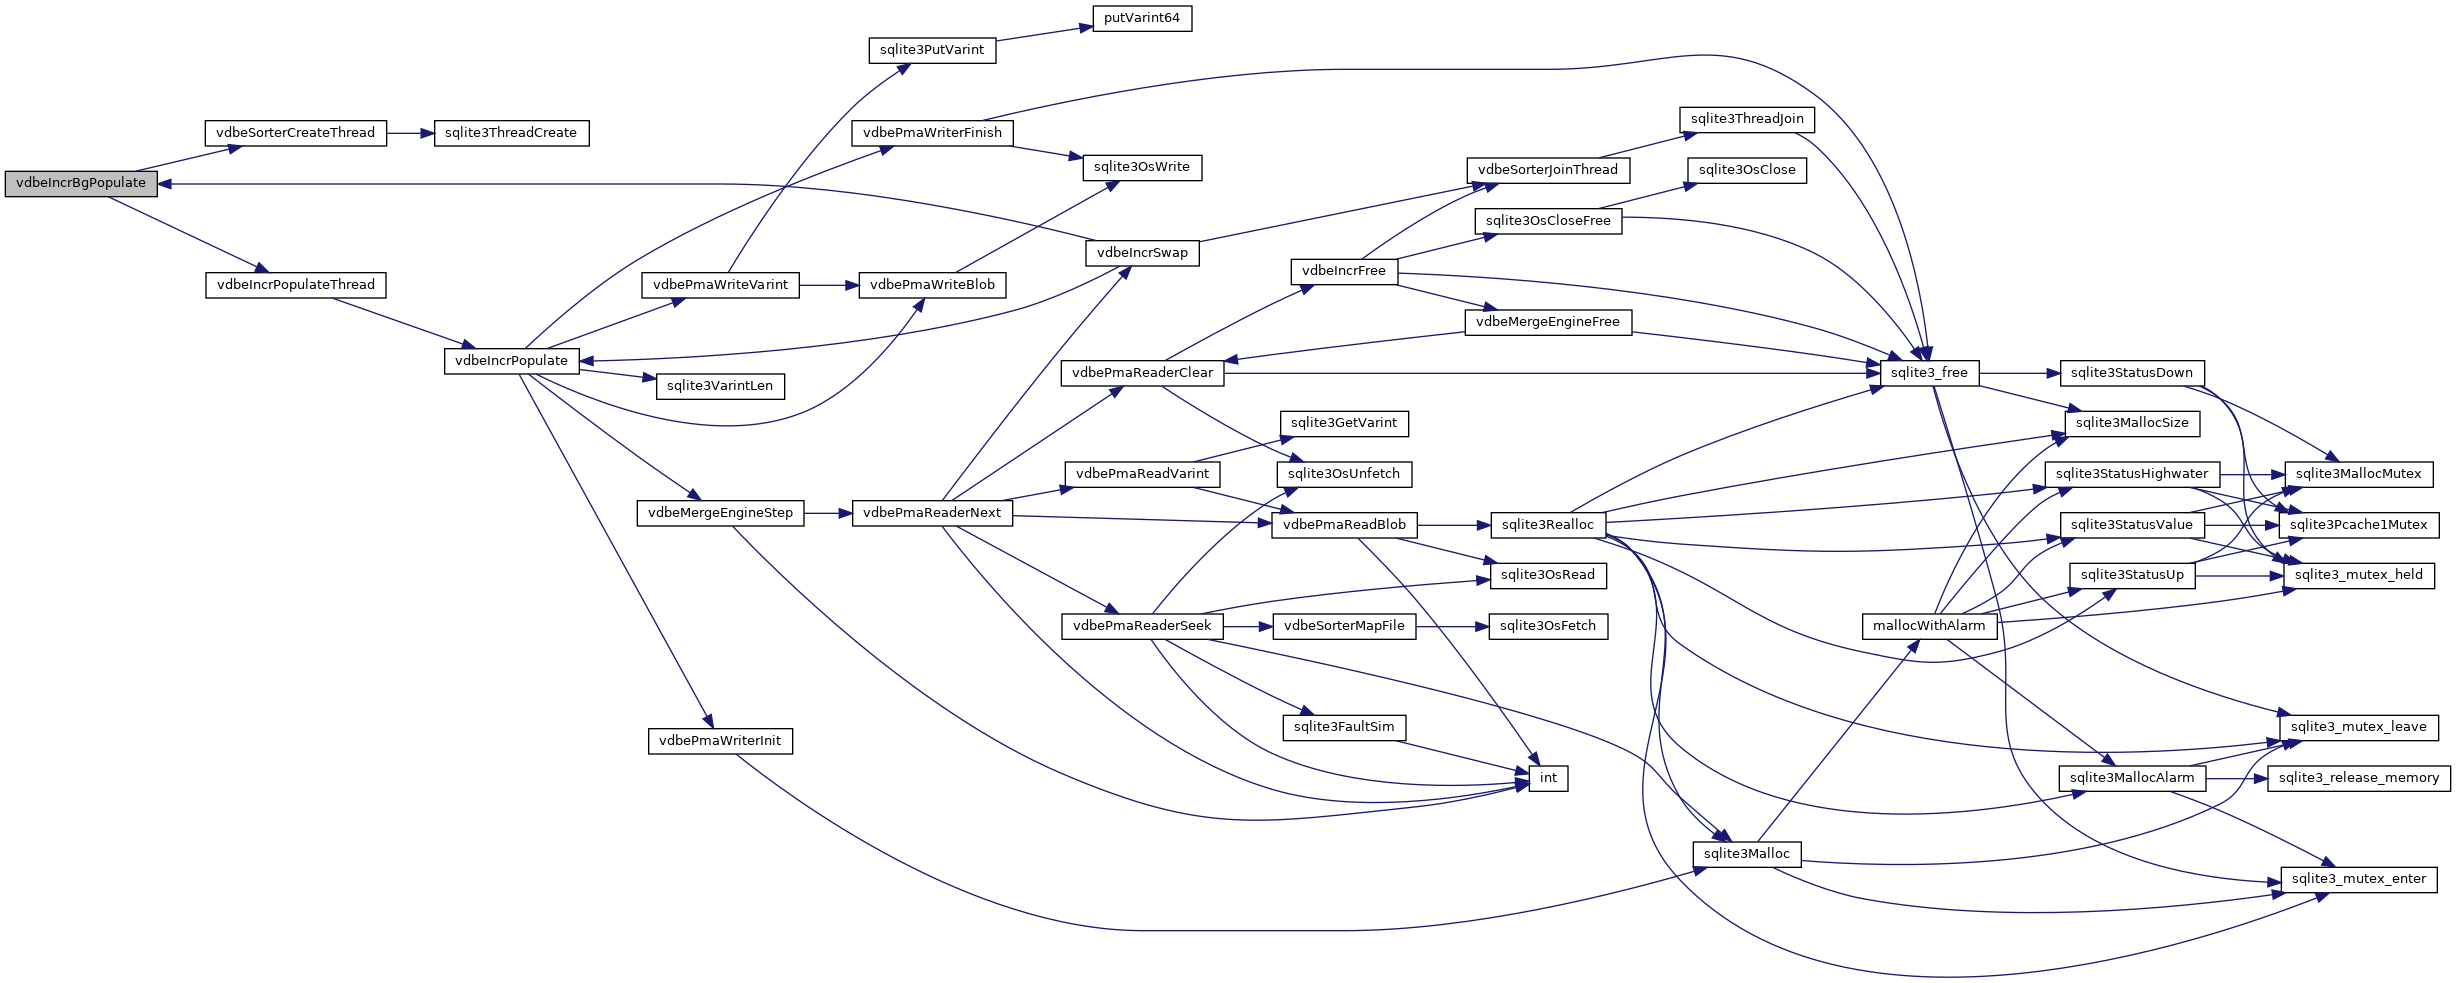 vdbeIncrBgPopulate
vdbeSorterCreateThread
vdbeIncrPopulateThread
sqlite3ThreadCreate
vdbeIncrPopulate
vdbePmaWriteVarint
sqlite3VarintLen
vdbeMergeEngineStep
vdbePmaWriterInit
sqlite3PutVarint
vdbePmaWriterFinish
vdbePmaWriteBlob
vdbePmaReaderNext
putVarint64
sqlite3OsWrite
vdbeIncrSwap
vdbePmaReaderClear
vdbePmaReadVarint
vdbePmaReaderSeek
vdbeIncrFree
sqlite3GetVarint
sqlite3OsUnfetch
vdbePmaReadBlob
vdbeSorterMapFile
sqlite3FaultSim
vdbeSorterJoinThread
sqlite3OsCloseFree
vdbeMergeEngineFree
sqlite3Realloc
sqlite3OsRead
sqlite3OsFetch
int
sqlite3ThreadJoin
sqlite3OsClose
sqlite3Malloc
sqlite3_free
mallocWithAlarm
sqlite3StatusDown
sqlite3MallocSize
sqlite3StatusHighwater
sqlite3StatusValue
sqlite3StatusUp
sqlite3MallocAlarm
sqlite3MallocMutex
sqlite3Pcache1Mutex
sqlite3_mutex_held
sqlite3_mutex_leave
sqlite3_release_memory
sqlite3_mutex_enter